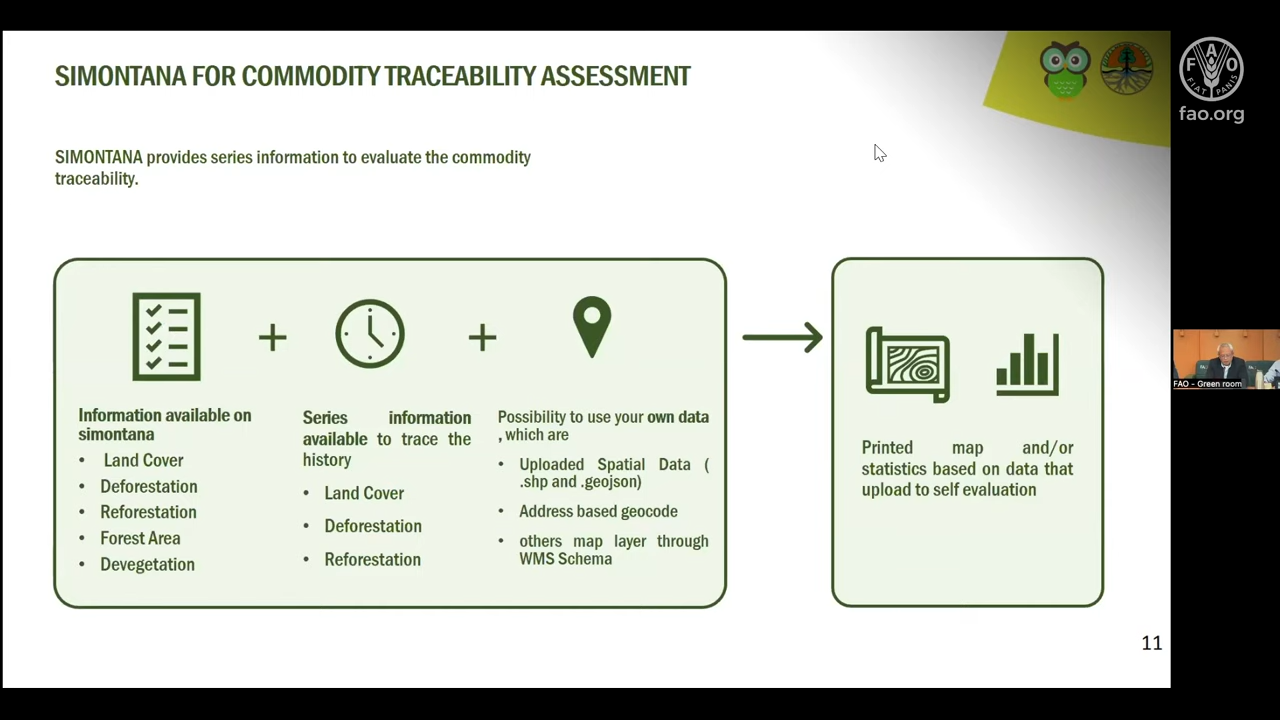 SIMONTANA FOR COMMODITY TRACEABILITY ASSESSMENT
F A O
FIAT PANIS
fao.org
SIMONTANA provides series information to evaluate the commodity
traceability.
Information available on
simontana
• Land Cover
• Deforestation
• Reforestation
• Forest Area
• Devegetation
Series information
available to trace the
history
• Land Cover
• Deforestation
• Reforestation
Possibility to use your own data
, which are
• Uploaded Spatial Data (
.shp and .geojson)
• Address based geocode
• others map layer through
WMS Schema
Printed map and/or
statistics based on data that
upload to self evaluation
FAO - Green room
11